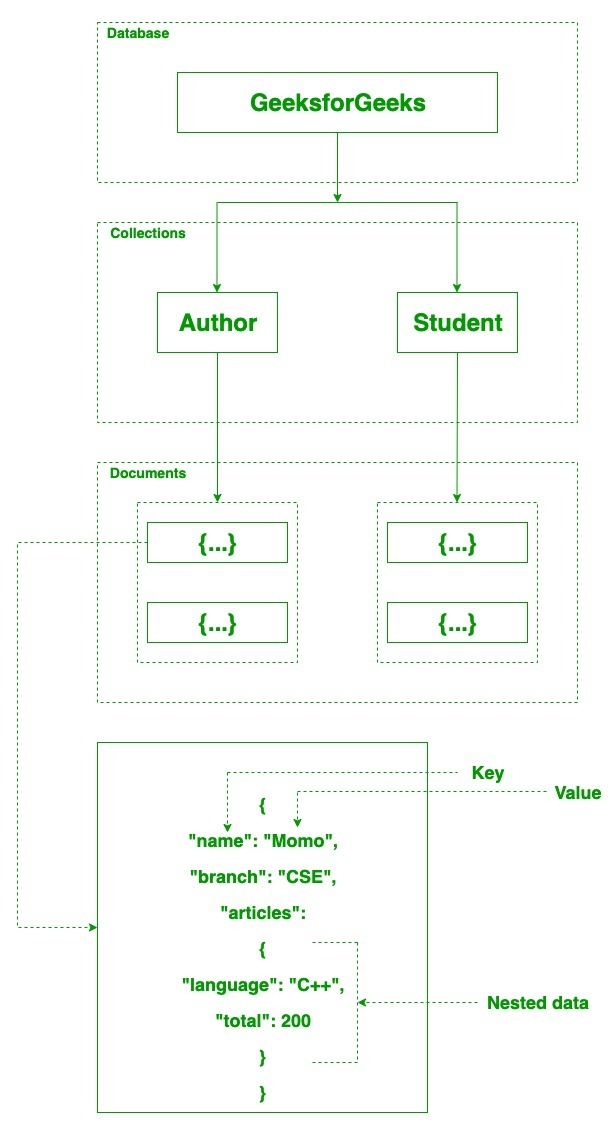 Database
GeeksforGeeks
Collections
Author
Student
Documents
{...}
{...}
{...}
{...}
Key
Value
{
"name": "Momo",
"branch": "CSE",
"articles":
{
"language": "C++",
"total": 200
}
}
Nested data